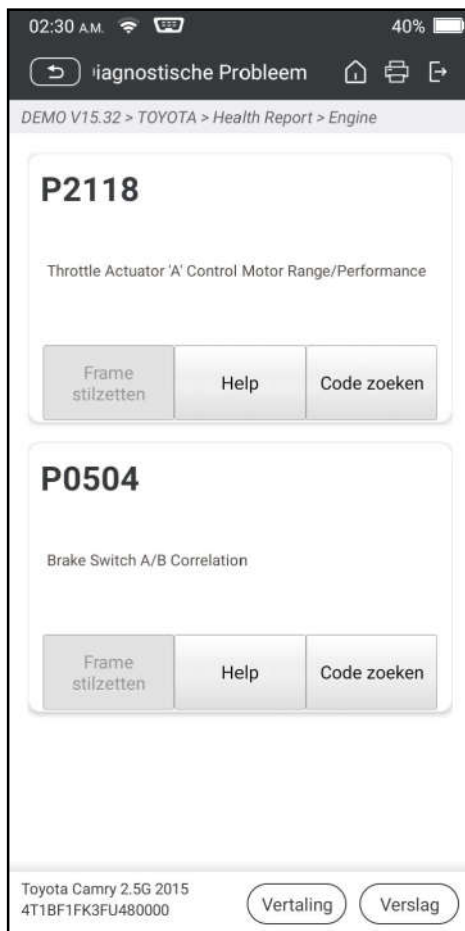 02:30 A.M.
40%
iagnostische Probleem
DEMO V15.32 > TOYOTA > Health Report > Engine
P2118
Throttle Actuator 'A' Control Motor Range/Performance
Frame
stilzetten
Help
Code zoeken
P0504
Brake Switch A/B Correlation
Frame
stilzetten
Help
Code zoeken
Toyota Camry 2.5G 2015
4T1BF1FK3FU480000
Vertaling
Verslag